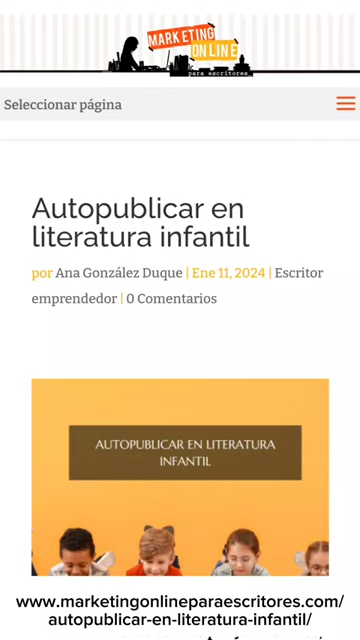 MARKETING
ONLINE
para escritores
Seleccionar página
Autopublicar en
literatura infantil
por Ana González Duque | Ene 11, 2024 | Escritor
emprendedor | 0 Comentarios
AUTOPUBLICAR EN LITERATURA
INFANTIL
www.marketingonlineparaescritores.com/
autopublicar-en-literatura-infantil/